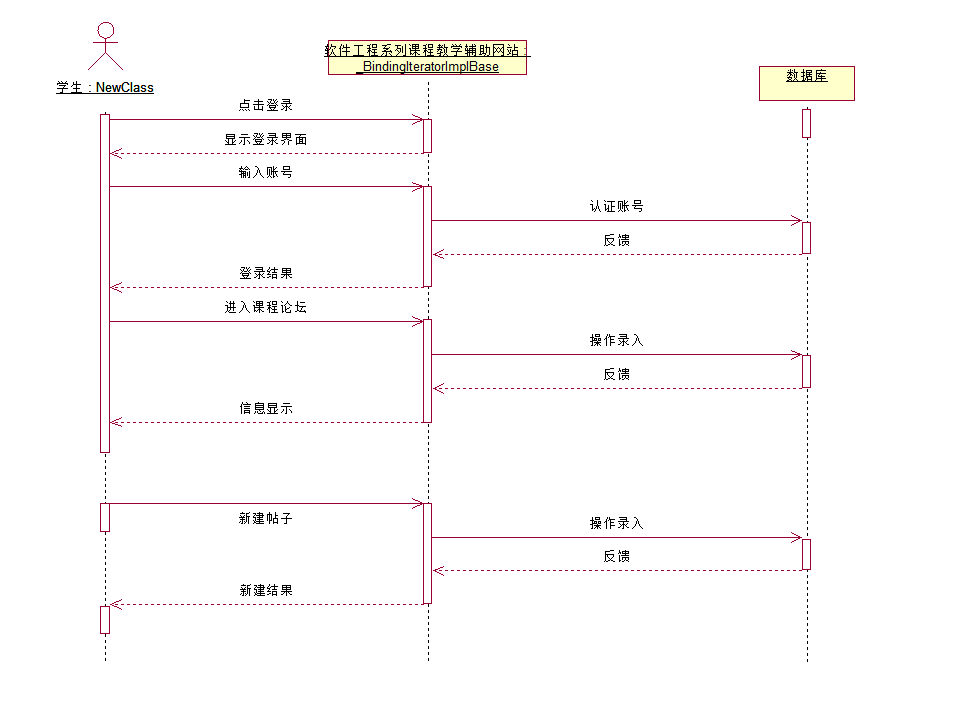 软件工程系列课程教学辅助网站 :
_BindingIteratorImplBase
数据库
学生 : NewClass
点击登录
显示登录界面
输入账号
认证账号
反馈
登录结果
进入课程论坛
操作录入
反馈
信息显示
新建帖子
操作录入
反馈
新建结果